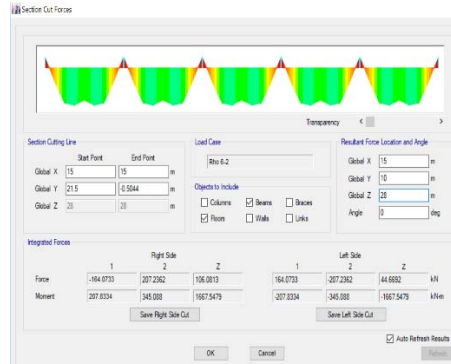 Section Cut Forces
Transparency
Section Cutting Line
Start Point End Point
Global X 15 15 m
Global Y 21.5 -0.5044 m
Global Z 28 28 m
Load Case
Rho 6-2
Objects to Include
Columns Beams Braces
Floors Walls Links
Resultant Force Location and Angle
Global X 15 m
Global Y 10 m
Global Z 28 m
Angle 0 deg
Integrated Forces
Right Side Left Side
1 2 Z 1 2 Z
Force -164.0733 207.2362 106.0813 164.0733 -207.2362 44.6692 kN
Moment 207.8334 345.088 1667.5479 -207.8334 -345.088 -1667.5479 kN-m
Save Right Side Cut Save Left Side Cut
Auto Refresh Results
OK Cancel Refresh